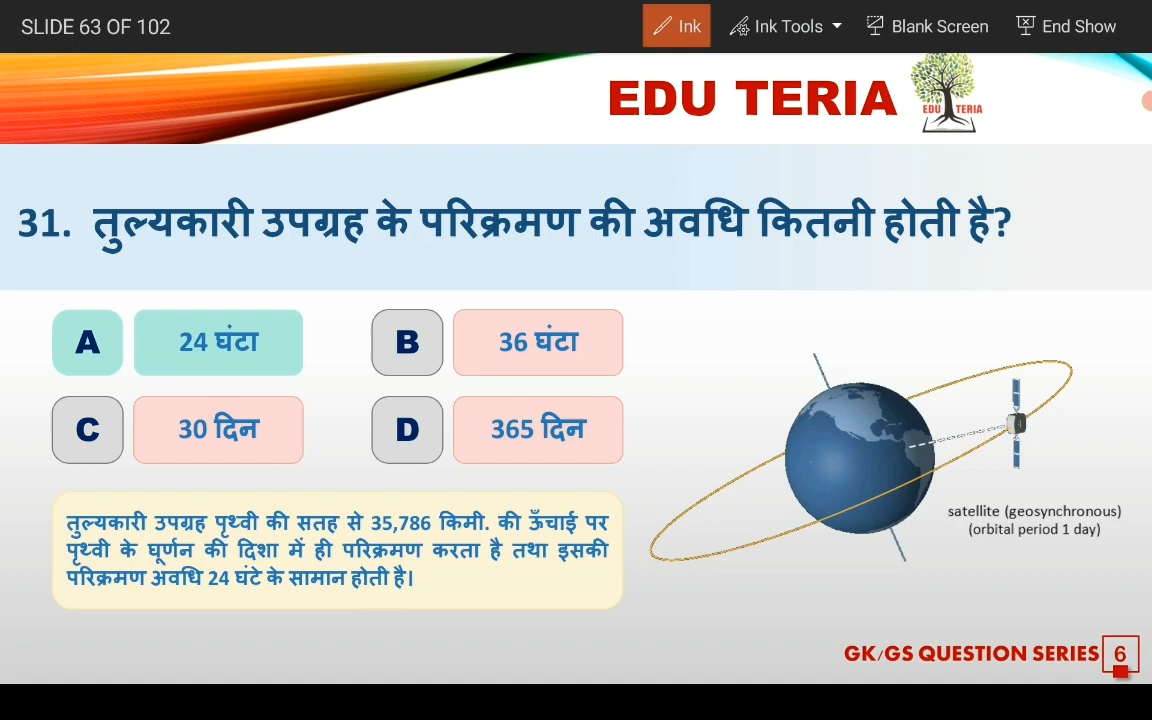 SLIDE 63 OF 102
Ink
Ink Tools
Blank Screen
End Show
EDU TERIA
EDU TERIA
31. तुल्यकारी उपग्रह के परिक्रमण की अवधि कितनी होती है?
A 24 घंटा
B 36 घंटा
C 30 दिन
D 365 दिन
तुल्यकारी उपग्रह पृथ्वी की सतह से 35,786 किमी. की ऊँचाई पर
पृथ्वी के घूर्णन की दिशा में ही परिक्रमण करता है तथा इसकी
परिक्रमण अवधि 24 घंटे के सामान होती है।
satellite (geosynchronous)
(orbital period 1 day)
GK/GS QUESTION SERIES 6